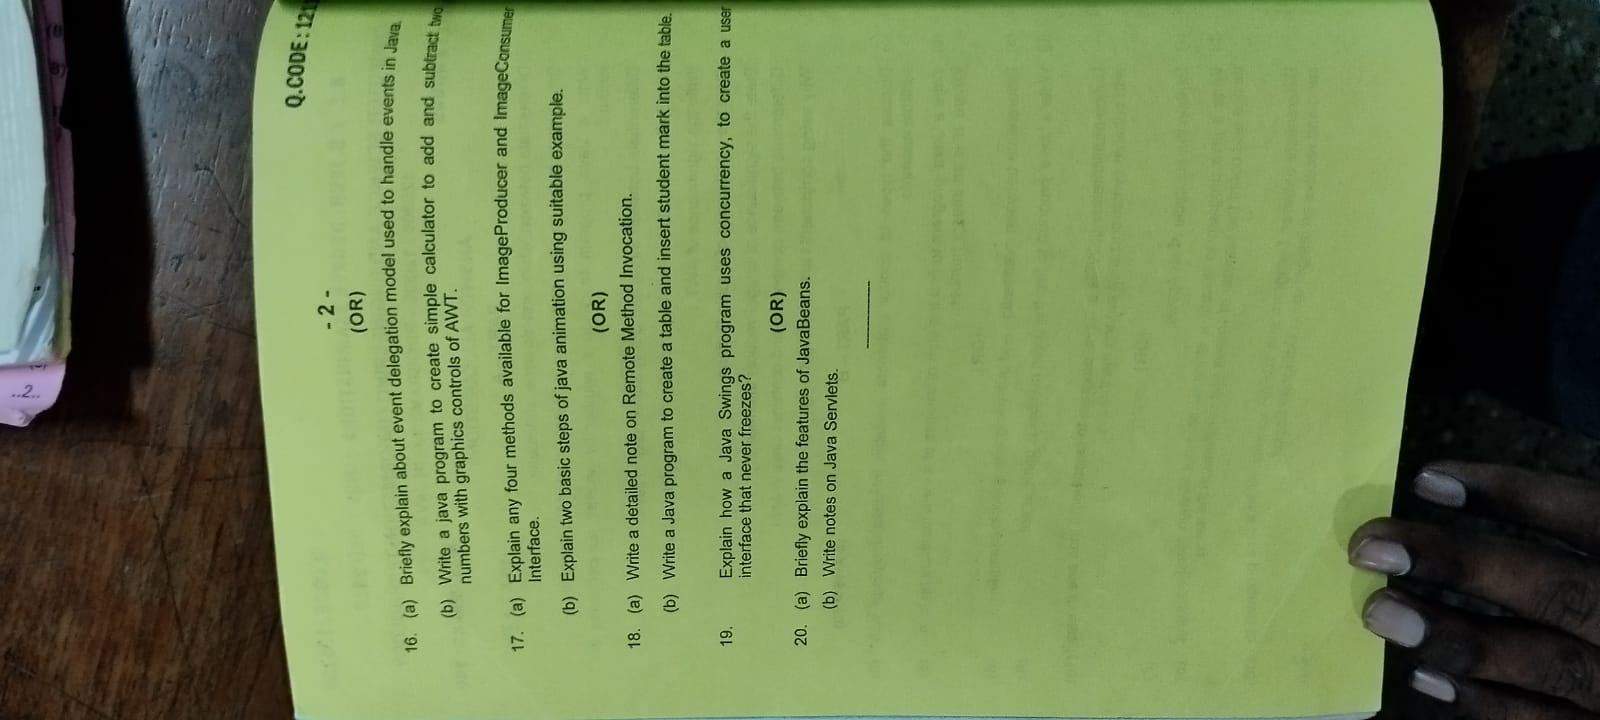 ..2..
Q.CODE: 121
- 2 -
(OR)
16. (a) Briefly explain about event delegation model used to handle events in Java.
(b) Write a java program to create simple calculator to add and subtract two
numbers with graphics controls of AWT.
17. (a) Explain any four methods available for ImageProducer and ImageConsumer
Interface.
(b) Explain two basic steps of java animation using suitable example.
(OR)
18. (a) Write a detailed note on Remote Method Invocation.
(b) Write a Java program to create a table and insert student mark into the table.
19. Explain how a Java Swings program uses concurrency, to create a user
interface that never freezes?
(OR)
20. (a) Briefly explain the features of JavaBeans.
(b) Write notes on Java Servlets.